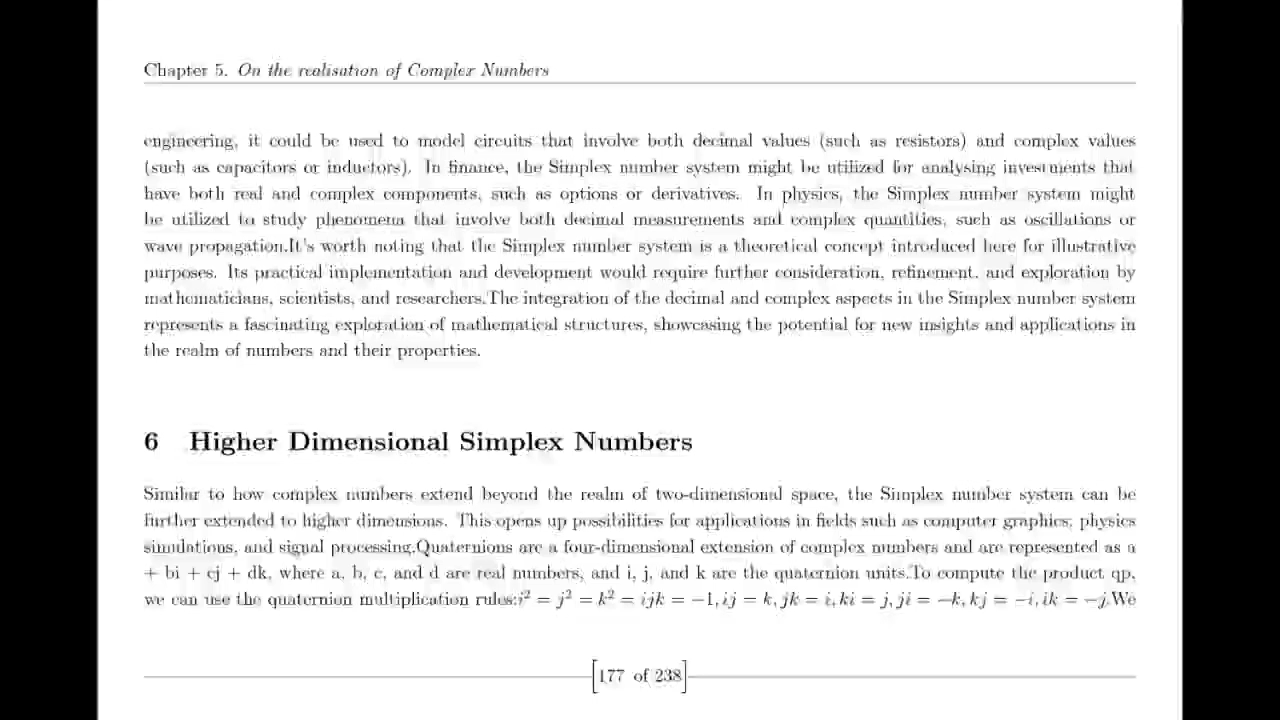 Chapter 5. On the realisation of Complex Numbers
engineering, it could be used to model circuits that involve both decimal values (such as resistors) and complex values
(such as capacitors or inductors). In finance, the Simplex number system might be utilized for analysing investments that
have both real and complex components, such as options or derivatives. In physics, the Simplex number system might
be utilized to study phenomena that involve both decimal measurements and complex quantities, such as oscillations or
wave propagation.It's worth noting that the Simplex number system is a theoretical concept introduced here for illustrative
purposes. Its practical implementation and development would require further consideration, refinement, and exploration by
mathematicians, scientists, and researchers.The integration of the decimal and complex aspects in the Simplex number system
represents a fascinating exploration of mathematical structures, showcasing the potential for new insights and applications in
the realm of numbers and their properties.
6 Higher Dimensional Simplex Numbers
Similar to how complex numbers extend beyond the realm of two-dimensional space, the Simplex number system can be
further extended to higher dimensions. This opens up possibilities for applications in fields such as computer graphics, physics
simulations, and signal processing.Quaternions are a four-dimensional extension of complex numbers and are represented as a
+ bi + cj + dk, where a, b, c, and d are real numbers, and i, j, and k are the quaternion units.To compute the product qp,
we can use the quaternion multiplication rules:i² = j² = k² = ijk = −1, ij = k, jk = i, ki = j, ji = −k, kj = −i, ik = −j.We
[177 of 238]